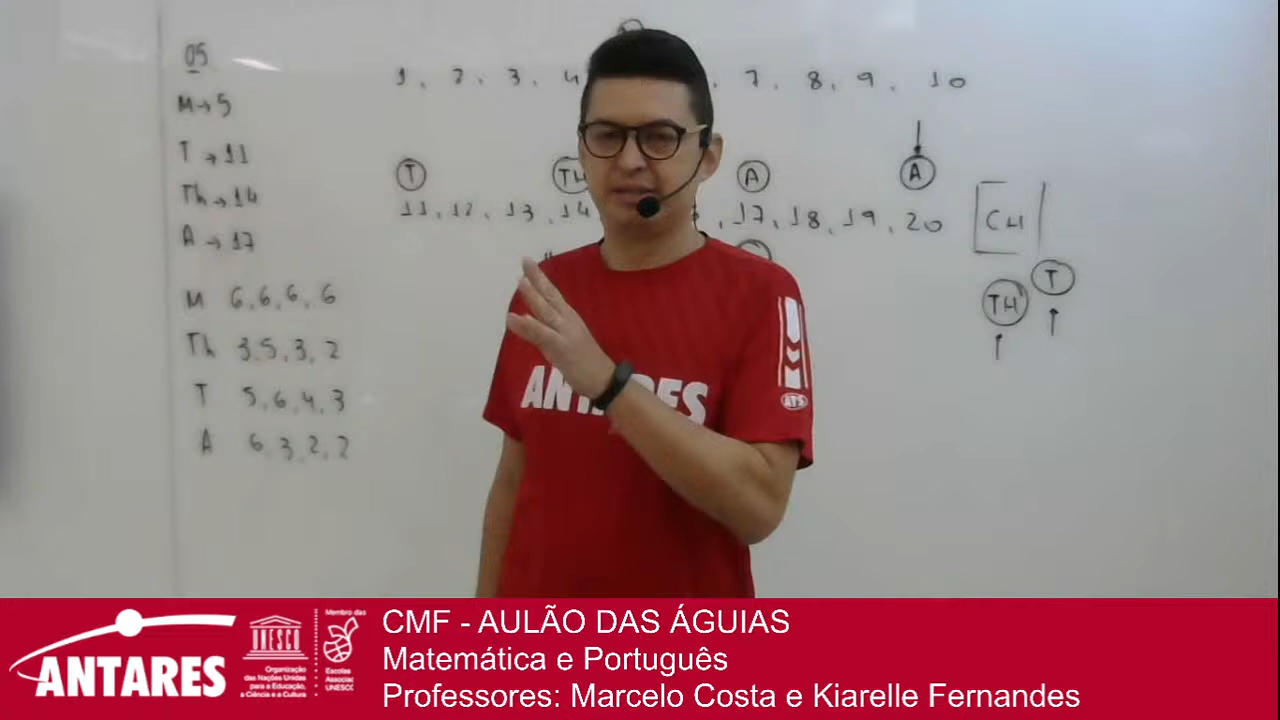 05
M→5
T→11
Th→14
A→17
M 6,6,6,6
Th 3,5,3,2
T 5,6,4,3
A 6,3,2,2
1, 2, 3, 4 7, 8, 9, 10
T TH A A
11, 12, 13, 14 , 17, 18, 19, 20
CH
TH T
ANTARES
ATS
ANTARES
UNESCO
Organização
das Nações Unidas
para a Educação,
a Ciência e a Cultura
Membro das
Escolas
UNESCO
CMF - AULÃO DAS ÁGUIAS
Matemática e Português
Professores: Marcelo Costa e Kiarelle Fernandes